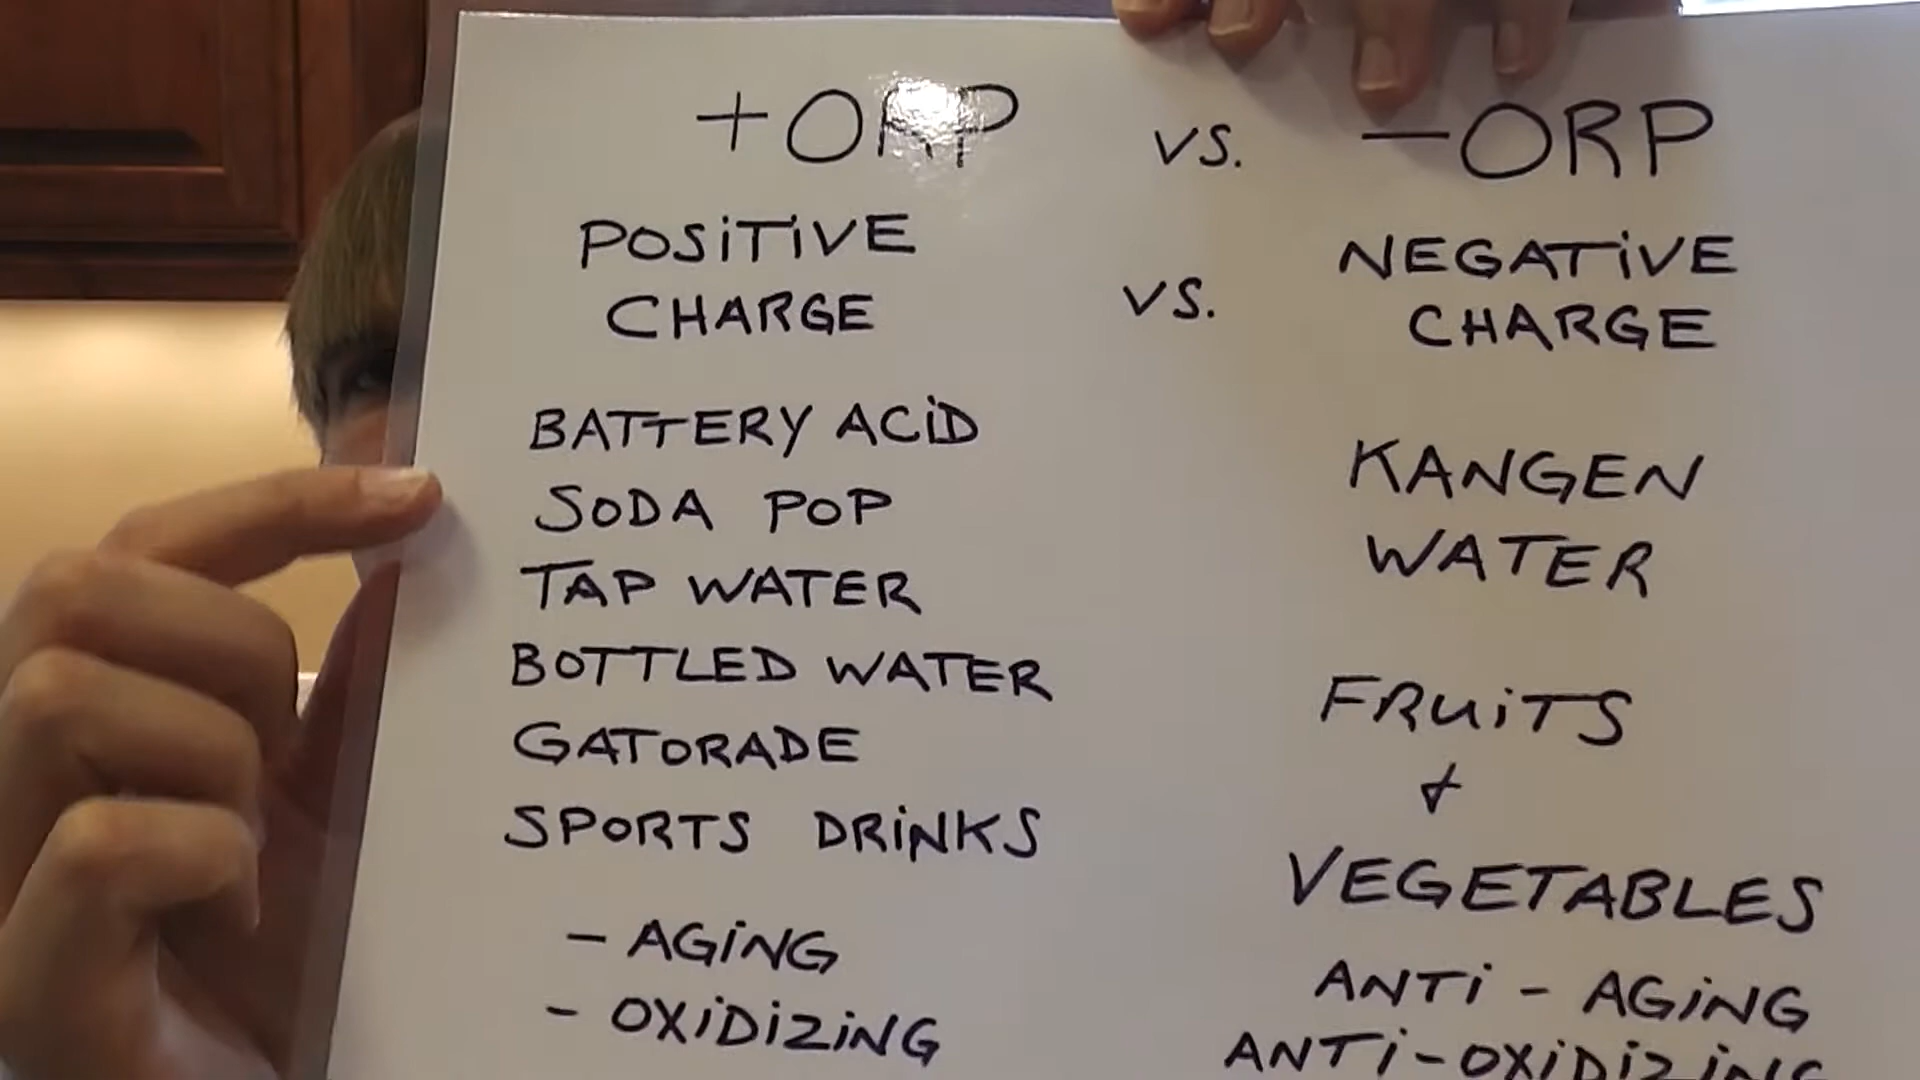 +ORP vs. -ORP
POSITIVE CHARGE vs. NEGATIVE CHARGE
BATTERY ACID
SODA POP
TAP WATER
BOTTLED WATER
GATORADE
SPORTS DRINKS
- AGING
- OXIDIZING
KANGEN
WATER
FRUITS
&
VEGETABLES
ANTI - AGING
ANTI-OXIDIZING